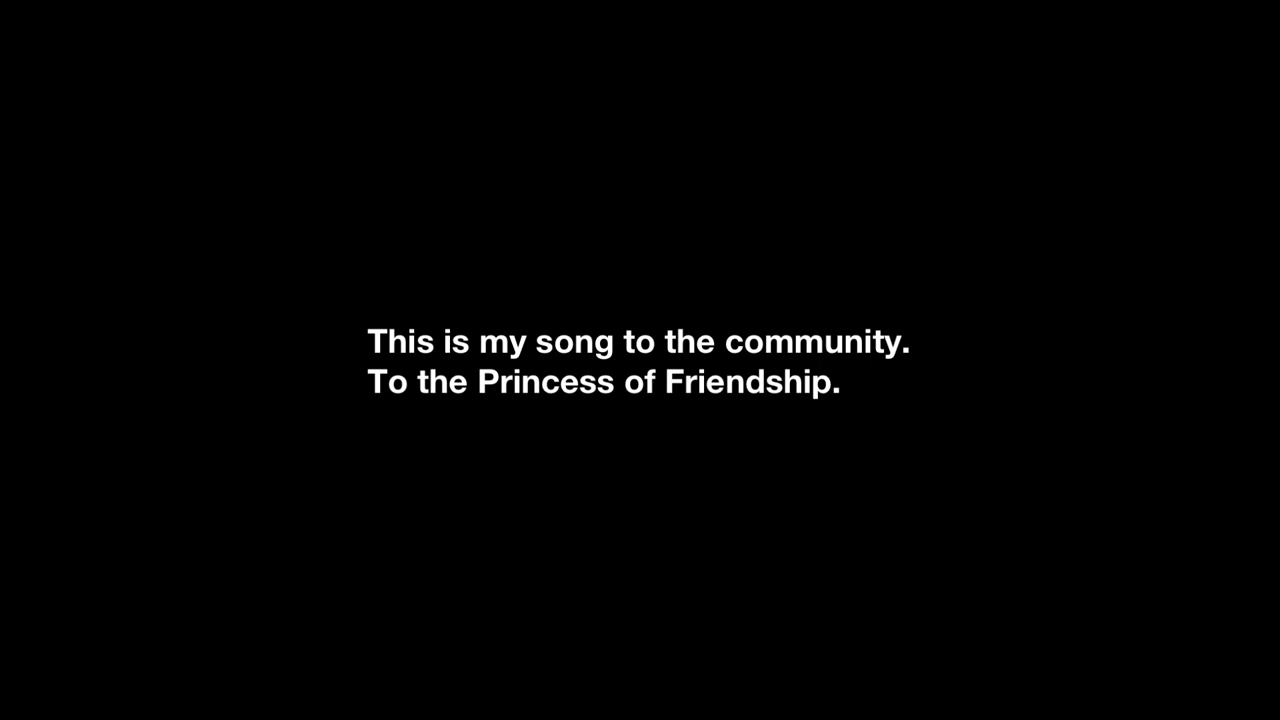 This is my song to the community.
To the Princess of Friendship.